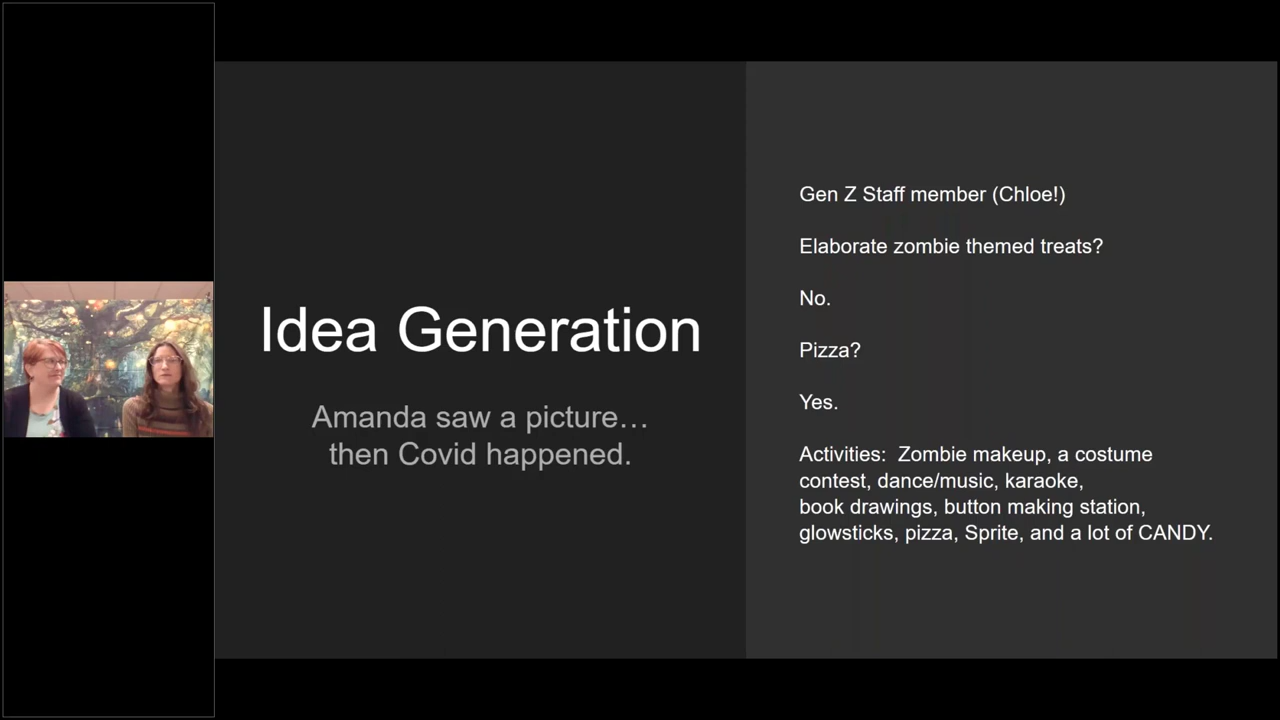 Idea Generation
Amanda saw a picture…
then Covid happened.
Gen Z Staff member (Chloe!)
Elaborate zombie themed treats?
No.
Pizza?
Yes.
Activities:  Zombie makeup, a costume
contest, dance/music, karaoke,
book drawings, button making station,
glowsticks, pizza, Sprite, and a lot of CANDY.